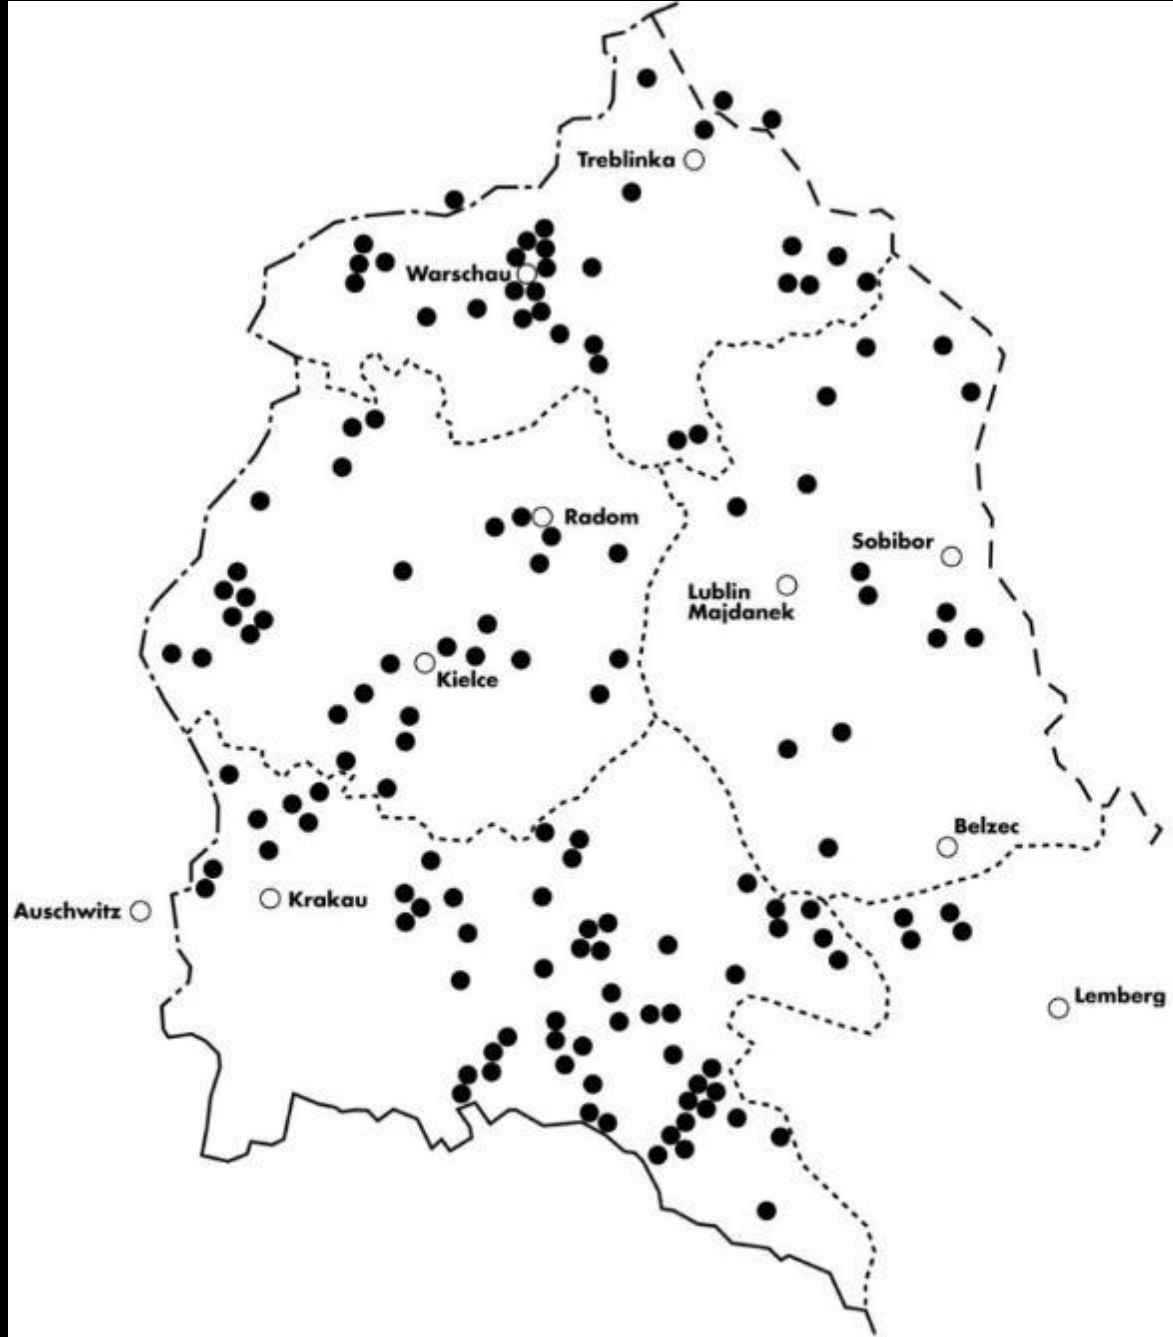 Treblinka
Warschau
Radom
Sobibor
Lublin
Majdanek
Kielce
Belzec
Auschwitz
Krakau
Lemberg